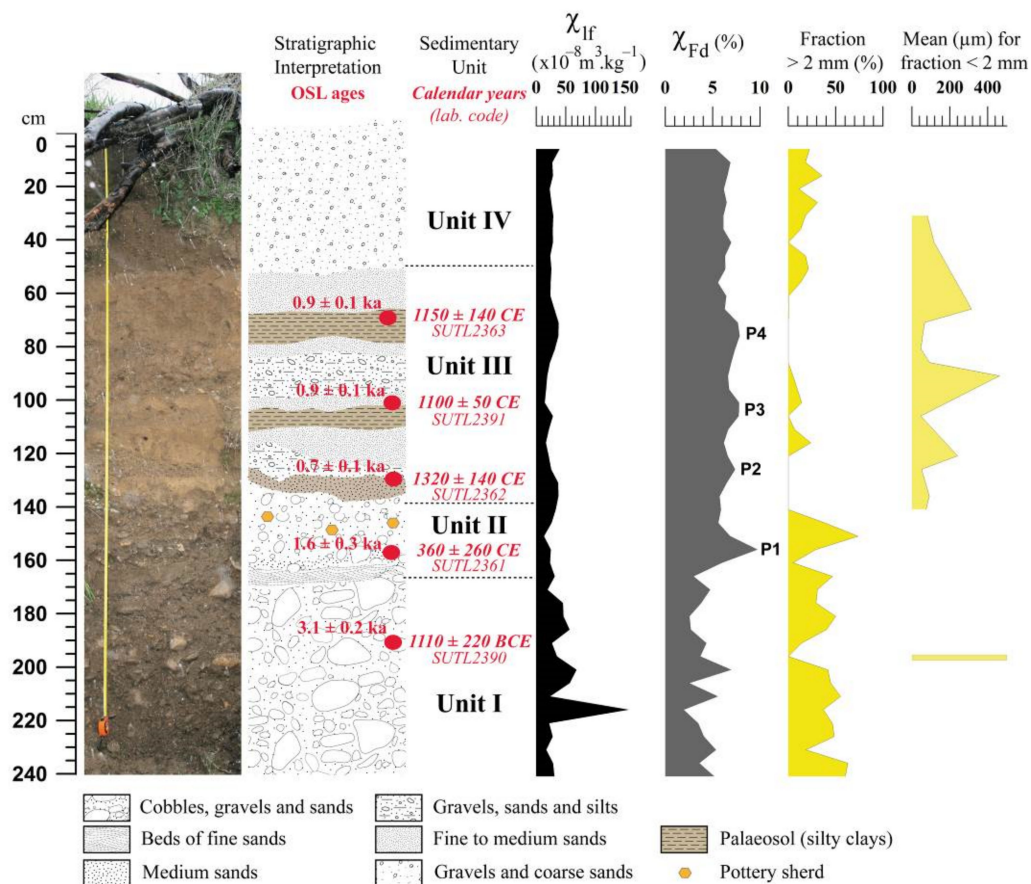 Stratigraphic
Interpretation
OSL ages
Sedimentary
Unit
Calendar years
(lab. code)
χlf
(x10⁻⁸m³.kg⁻¹)
0 50 100 150
χFd (%)
0 5 10
Fraction
> 2 mm (%)
0 50 100
Mean (µm) for
fraction < 2 mm
0 200 400
cm
0
20
40
60
80
100
120
140
160
180
200
220
240
Unit IV
0.9 ± 0.1 ka
1150 ± 140 CE
SUTL2363
P4
Unit III
0.9 ± 0.1 ka
1100 ± 50 CE
SUTL2391
P3
0.7 ± 0.1 ka
1320 ± 140 CE
SUTL2362
P2
Unit II
1.6 ± 0.3 ka
360 ± 260 CE
SUTL2361
P1
3.1 ± 0.2 ka
1110 ± 220 BCE
SUTL2390
Unit I
Cobbles, gravels and sands
Gravels, sands and silts
Beds of fine sands
Fine to medium sands
Palaeosol (silty clays)
Medium sands
Gravels and coarse sands
Pottery sherd